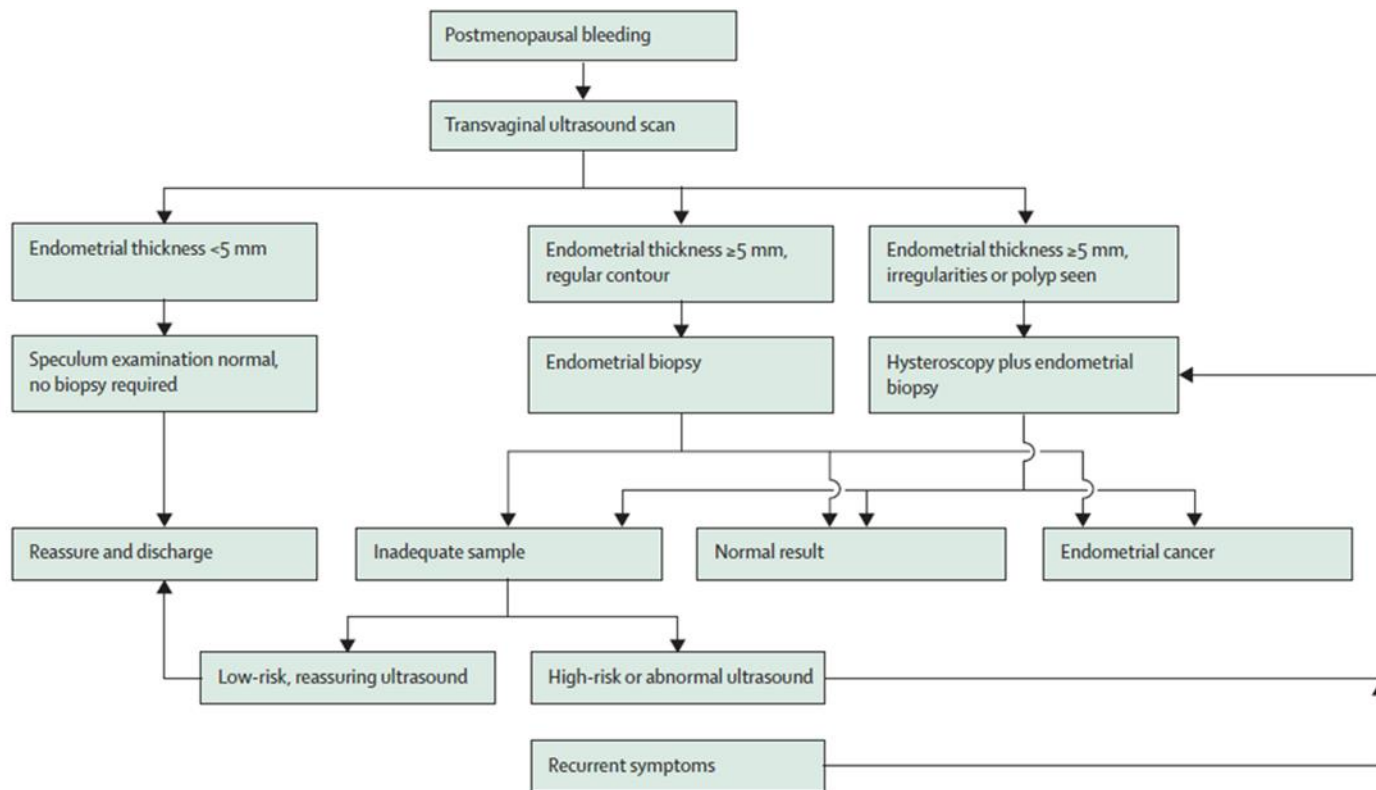 Postmenopausal bleeding
Transvaginal ultrasound scan
Endometrial thickness <5 mm
Endometrial thickness ≥5 mm,
regular contour
Endometrial thickness ≥5 mm,
irregularities or polyp seen
Speculum examination normal,
no biopsy required
Endometrial biopsy
Hysteroscopy plus endometrial
biopsy
Reassure and discharge
Inadequate sample
Normal result
Endometrial cancer
Low-risk, reassuring ultrasound
High-risk or abnormal ultrasound
Recurrent symptoms